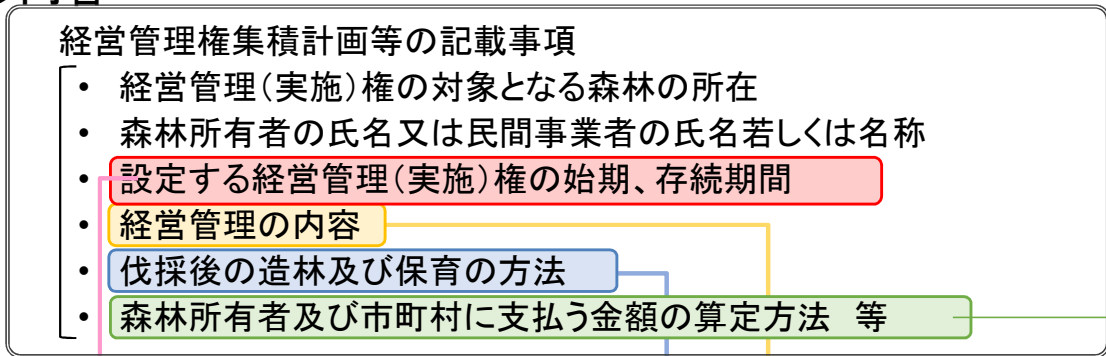 経営管理権集積計画等の記載事項
• 経営管理（実施）権の対象となる森林の所在
• 森林所有者の氏名又は民間事業者の氏名若しくは名称
• 設定する経営管理（実施）権の始期、存続期間
• 経営管理の内容
• 伐採後の造林及び保育の方法
• 森林所有者及び市町村に支払う金額の算定方法　等